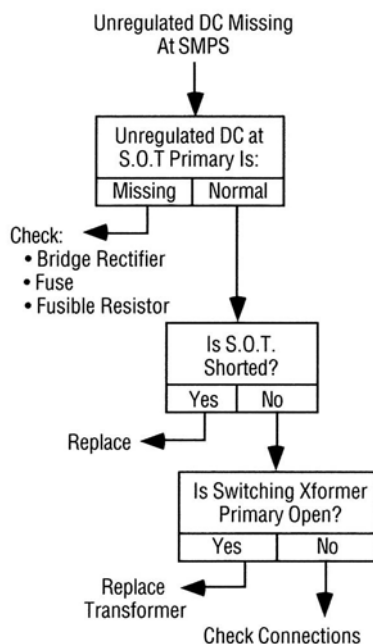 Unregulated DC Missing
At SMPS
Unregulated DC at
S.O.T Primary Is:
Missing Normal
Check:
• Bridge Rectifier
• Fuse
• Fusible Resistor
Is S.O.T.
Shorted?
Yes No
Replace
Is Switching Xformer
Primary Open?
Yes No
Replace
Transformer
Check Connections